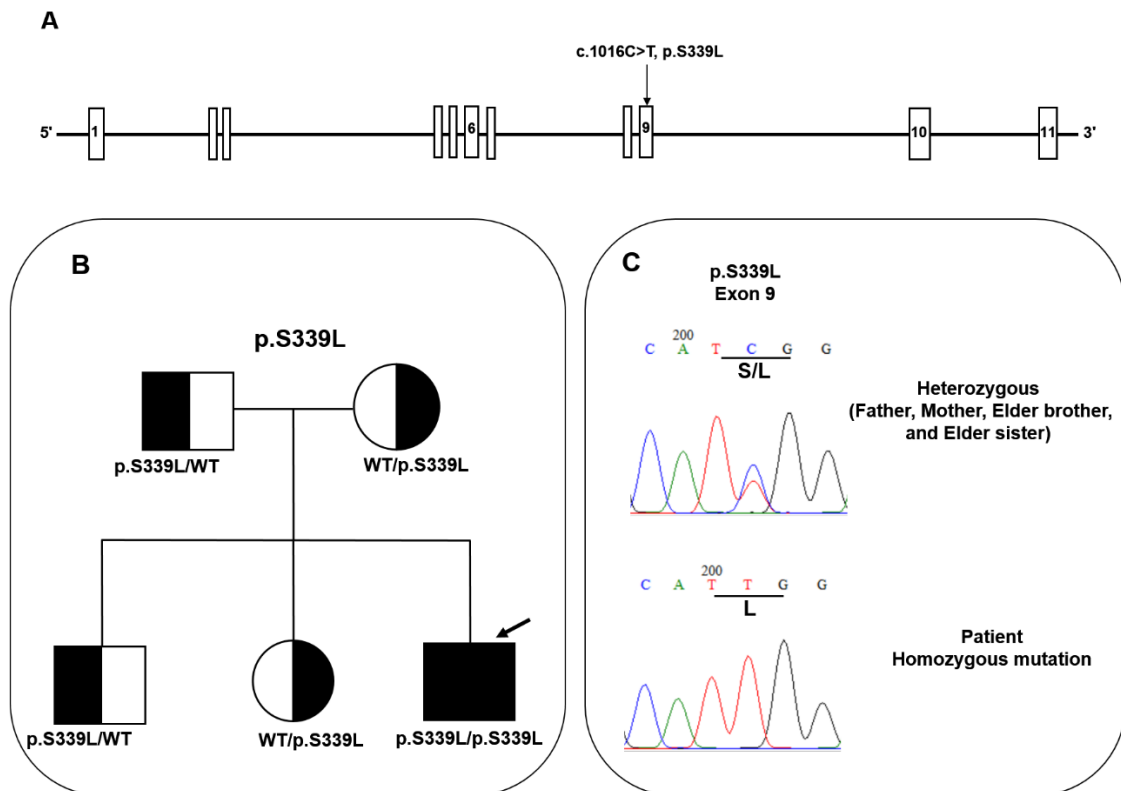 A
c.1016C>T, p.S339L
5'
1
6
9
10
11
3'
B
p.S339L
p.S339L/WT
WT/p.S339L
p.S339L/WT
WT/p.S339L
p.S339L/p.S339L
C
p.S339L
Exon 9
200
C A T C G G
S/L
Heterozygous
(Father, Mother, Elder brother,
and Elder sister)
200
C A T T G G
L
Patient
Homozygous mutation